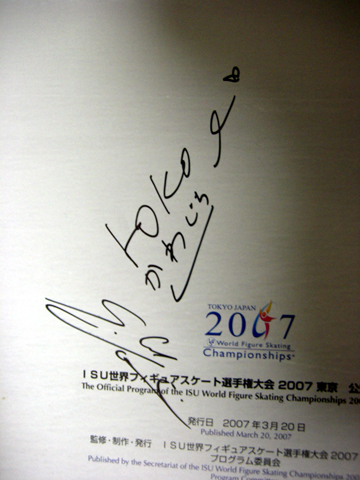 TOKO
かわぐち
TOKYO JAPAN
2007
World Figure Skating
Championships
ISU世界フィギュアスケート選手権大会 2007 東京 公
The Official Program of the ISU World Figure Skating Championships 200
発行日 2007年3月20日
Published March 20, 2007
監修・制作・発行 ISU世界フィギュアスケート選手権大会 2007
プログラム委員会
Published by the Secretariat of the ISU World Figure Skating Championships 200
Program Committee